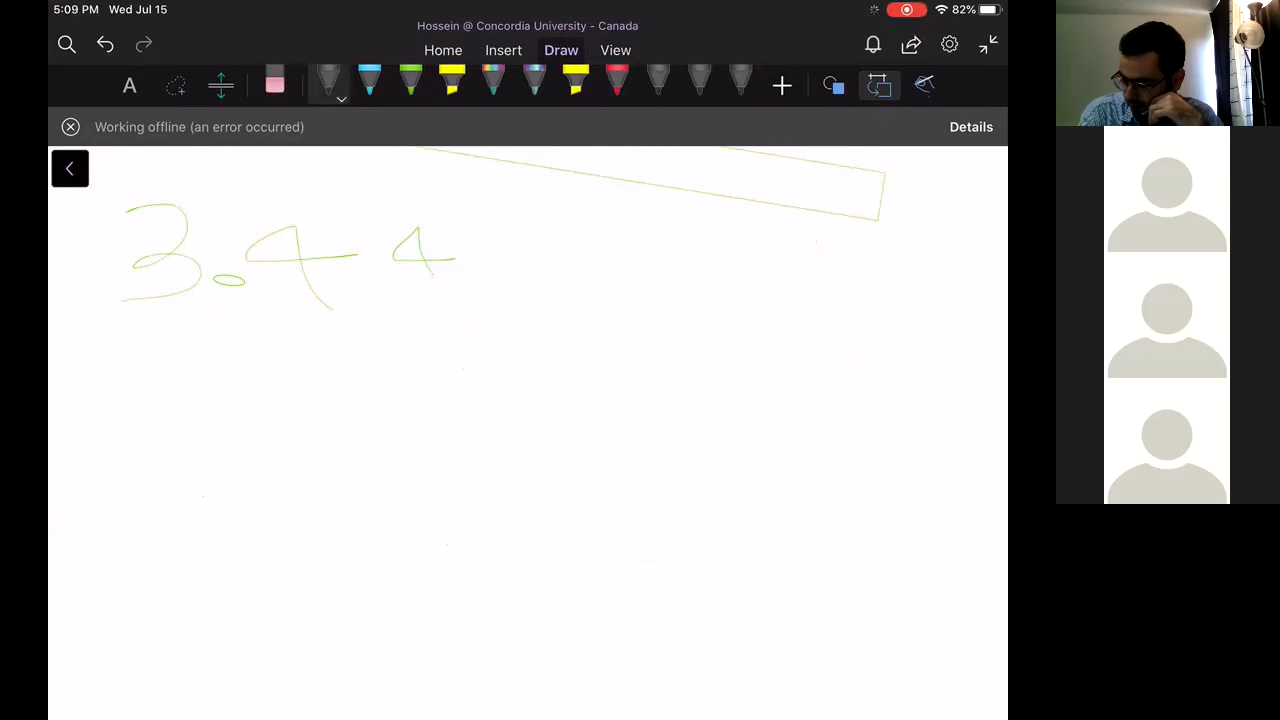 5:09 PM Wed Jul 15 82%
Hossein @ Concordia University - Canada
Home Insert Draw View
A
Working offline (an error occurred) Details
3.4 4